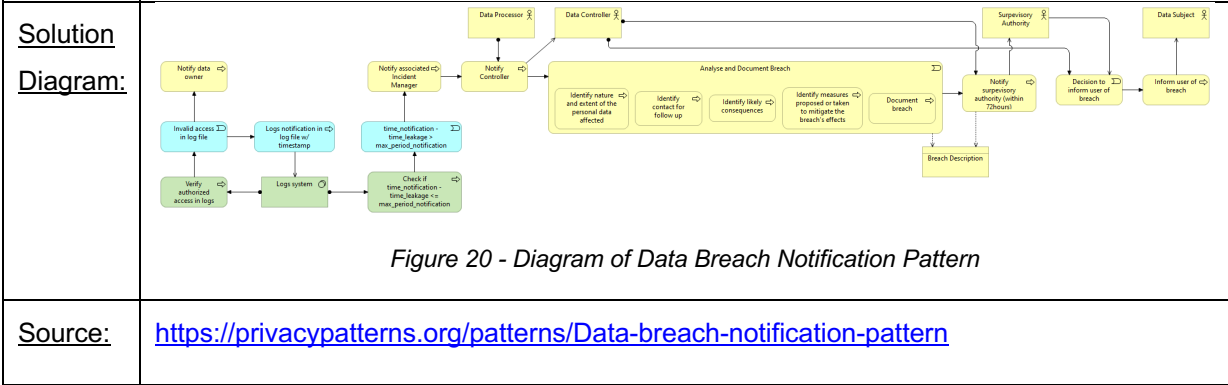 Solution
Diagram:
Data Processor
Data Controller
Surpevisory
Authority
Data Subject
Notify data
owner
Notify associated
Incident
Manager
Notify
Controller
Analyse and Document Breach
Identify nature
and extent of the
personal data
affected
Identify
contact for
follow up
Identify likely
consequences
Identify measures
proposed or taken
to mitigate the
breach's effects
Document
breach
Notify
surpevisory
authority (within
72hours)
Decision to
inform user of
breach
Inform user of
breach
Invalid access
in log file
Logs notification in
log file w/
timestamp
time_notification -
time_leakage >
max_period_notification
Breach Description
Verify
authorized
access in logs
Logs system
Check if
time_notification -
time_leakage <=
max_period_notification
Figure 20 - Diagram of Data Breach Notification Pattern
Source:
https://privacypatterns.org/patterns/Data-breach-notification-pattern